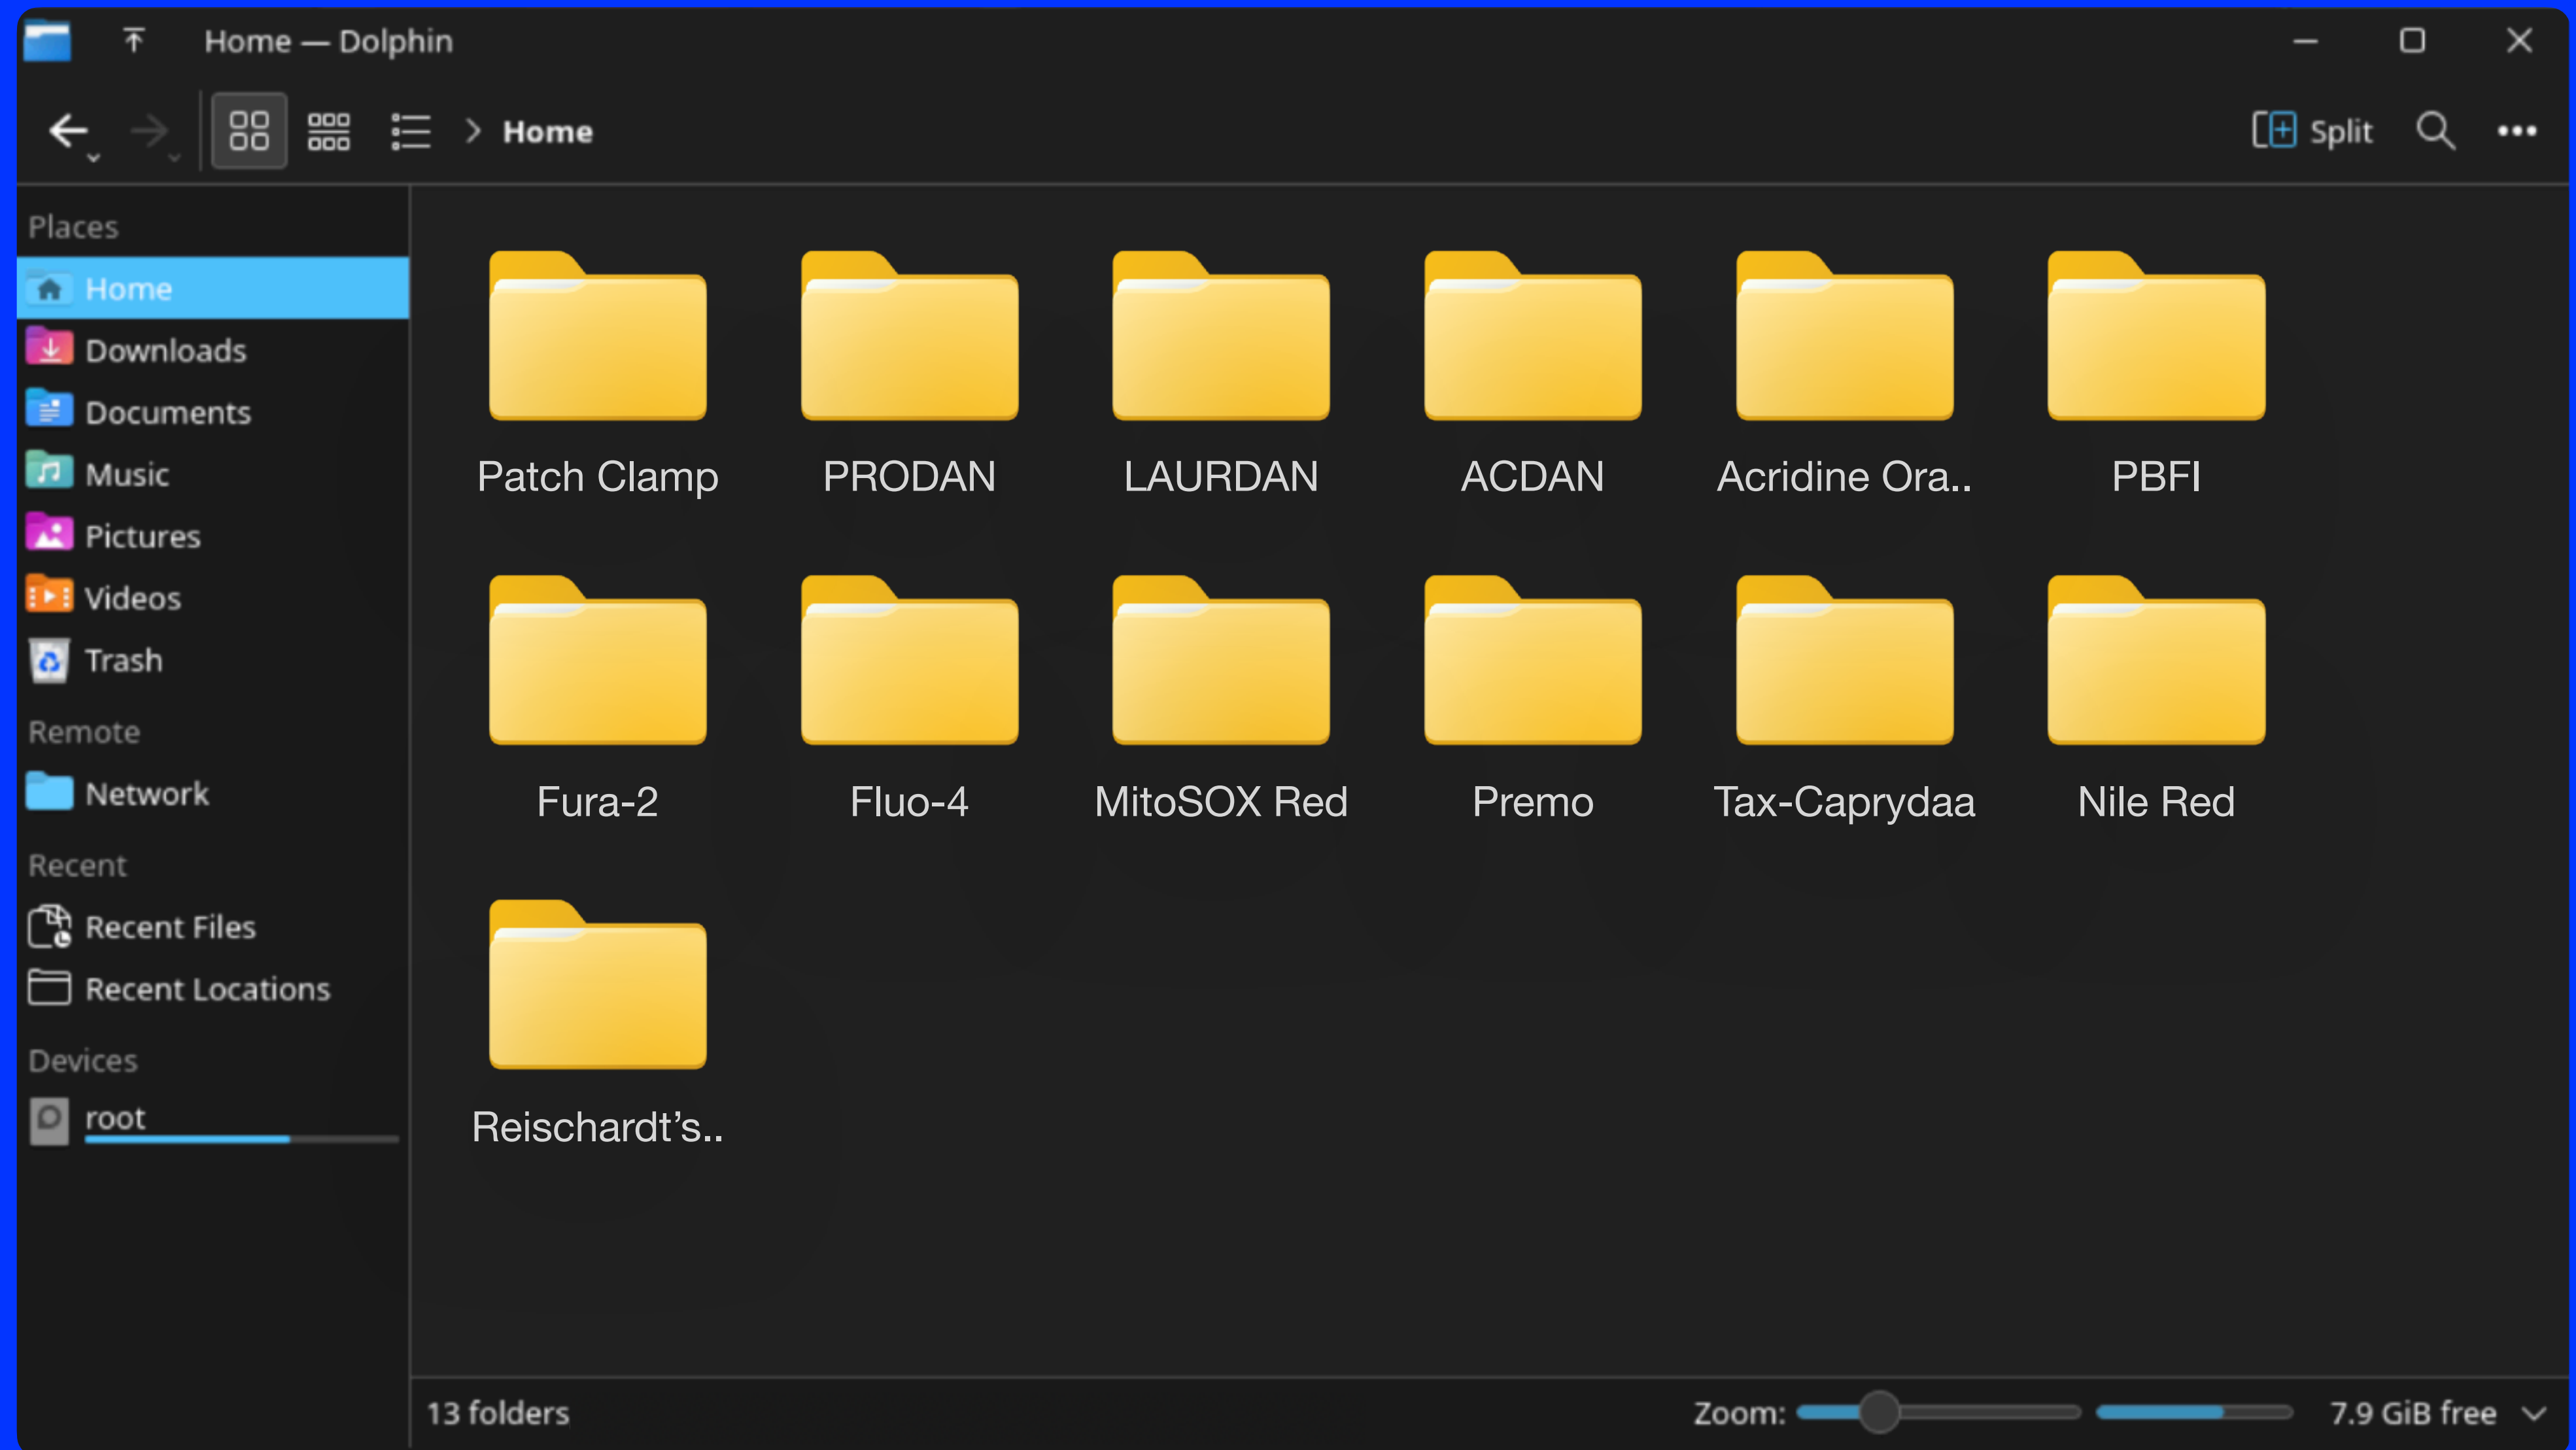 Home — Dolphin
Home
Split
Places
Home
Downloads
Documents
Music
Pictures
Videos
Trash
Remote
Network
Recent
Recent Files
Recent Locations
Devices
root
Patch Clamp
PRODAN
LAURDAN
ACDAN
Acridine Ora..
PBFI
Fura-2
Fluo-4
MitoSOX Red
Premo
Tax-Caprydaa
Nile Red
Reischardt’s..
13 folders
Zoom:
7.9 GiB free